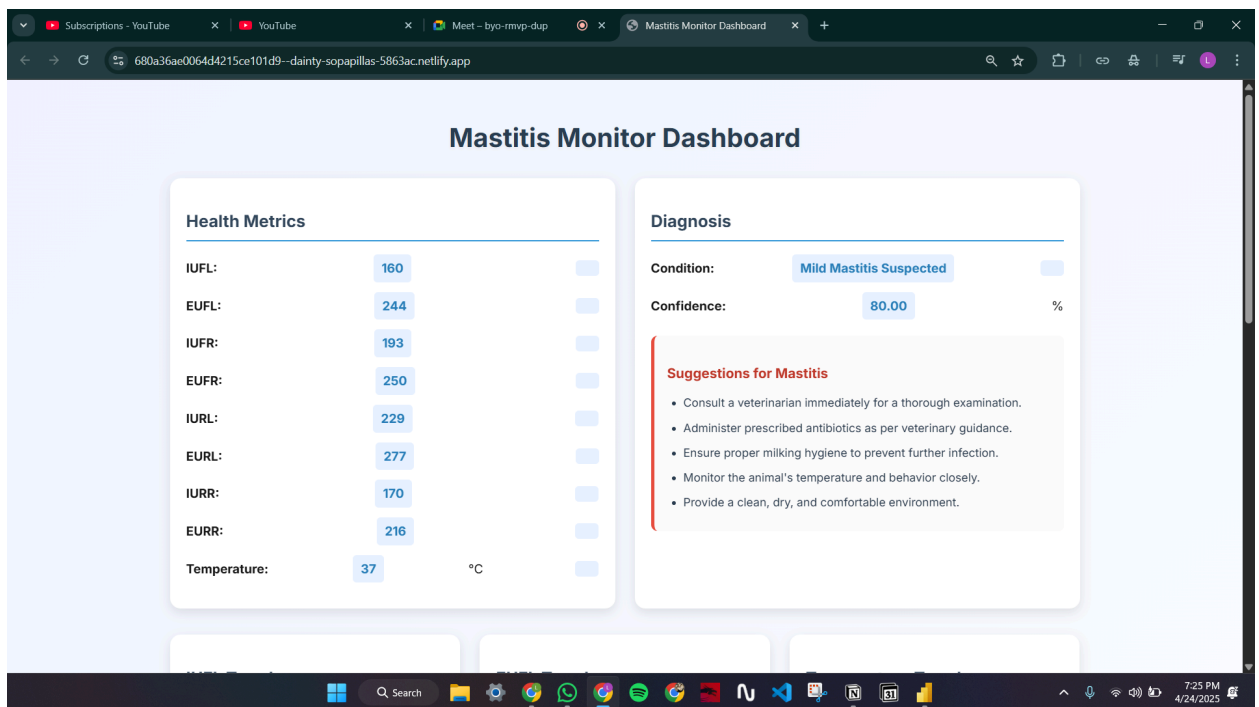 Subscriptions - YouTube
YouTube
Meet – byo-rmvp-dup
Mastitis Monitor Dashboard
680a36ae0064d4215ce101d9--dainty-sopapillas-5863ac.netlify.app
L
Mastitis Monitor Dashboard
Health Metrics
IUFL: 160
EUFL: 244
IUFR: 193
EUFR: 250
IURL: 229
EURL: 277
IURR: 170
EURR: 216
Temperature: 37 °C
Diagnosis
Condition: Mild Mastitis Suspected
Confidence: 80.00 %
Suggestions for Mastitis
• Consult a veterinarian immediately for a thorough examination.
• Administer prescribed antibiotics as per veterinary guidance.
• Ensure proper milking hygiene to prevent further infection.
• Monitor the animal's temperature and behavior closely.
• Provide a clean, dry, and comfortable environment.
Search
31
7:25 PM
4/24/2025